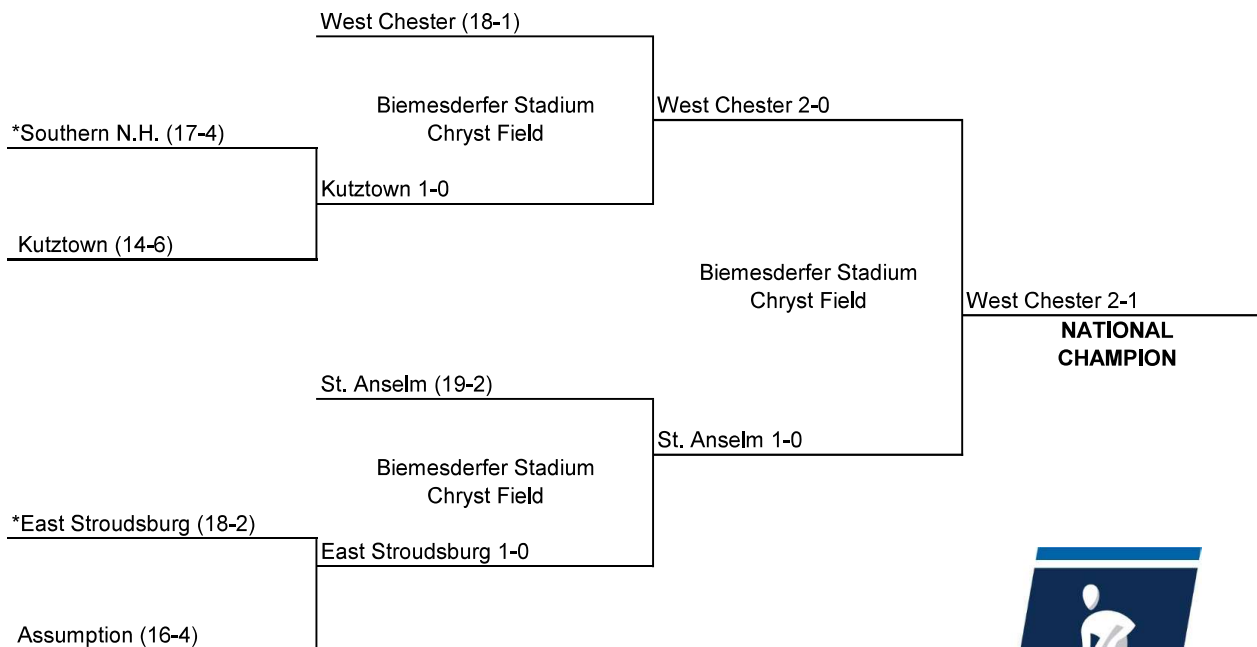 West Chester (18-1)
Biemesderfer Stadium
Chryst Field
West Chester 2-0
*Southern N.H. (17-4)
Kutztown 1-0
Kutztown (14-6)
Biemesderfer Stadium
Chryst Field
West Chester 2-1
NATIONAL
CHAMPION
St. Anselm (19-2)
St. Anselm 1-0
Biemesderfer Stadium
Chryst Field
*East Stroudsburg (18-2)
East Stroudsburg 1-0
Assumption (16-4)